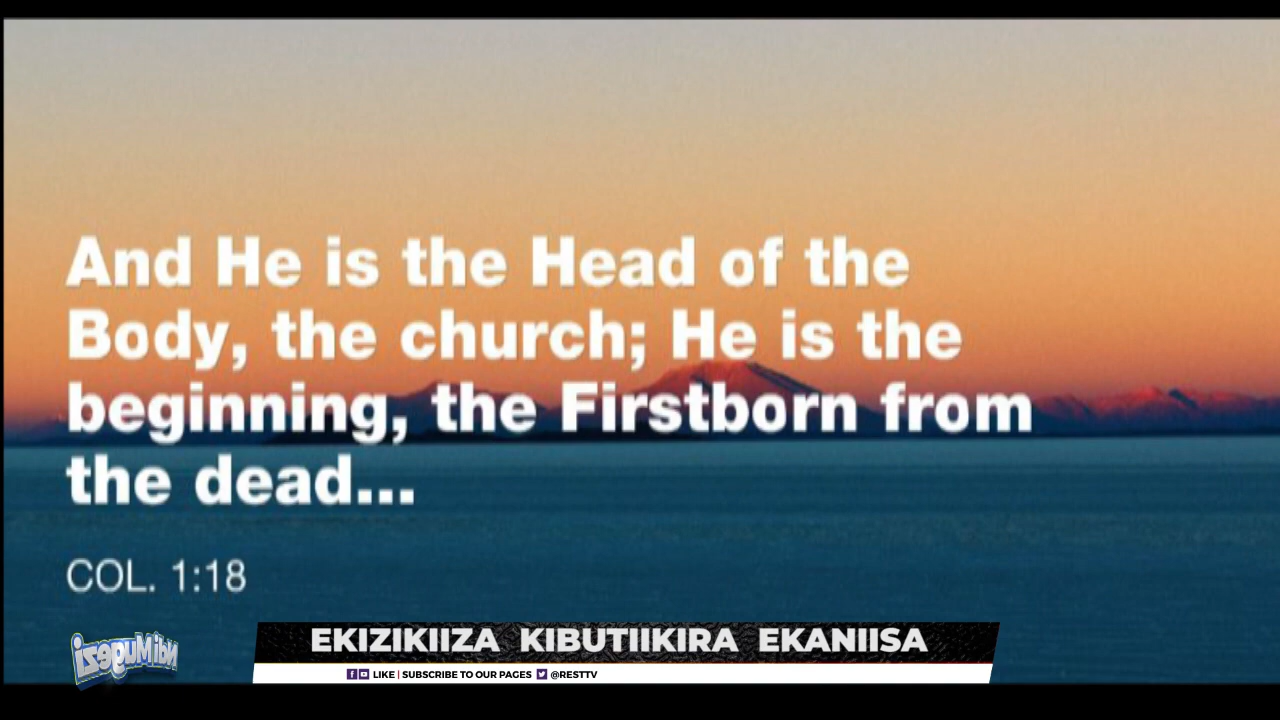 And He is the Head of the
Body, the church; He is the
beginning, the Firstborn from
the dead...
COL. 1:18
EKIZIKIIZA KIBUTIIKIRA EKANIISA
LIKE | SUBSCRIBE TO OUR PAGES @RESTTV